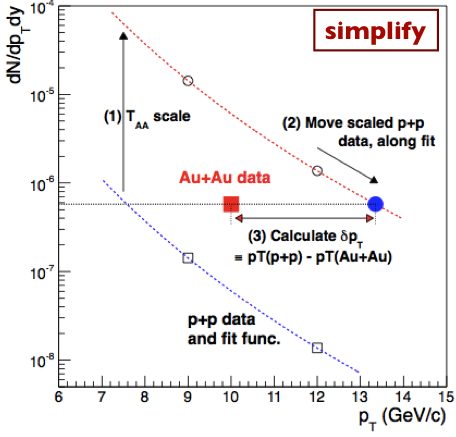 simplify
dN/dp_T dy
10^-4
10^-5
10^-6
10^-7
10^-8
(1) T_AA scale
(2) Move scaled p+p
data, along fit
Au+Au data
(3) Calculate δp_T
≡ pT(p+p) - pT(Au+Au)
p+p data
and fit func.
6 7 8 9 10 11 12 13 14 15
p_T (GeV/c)